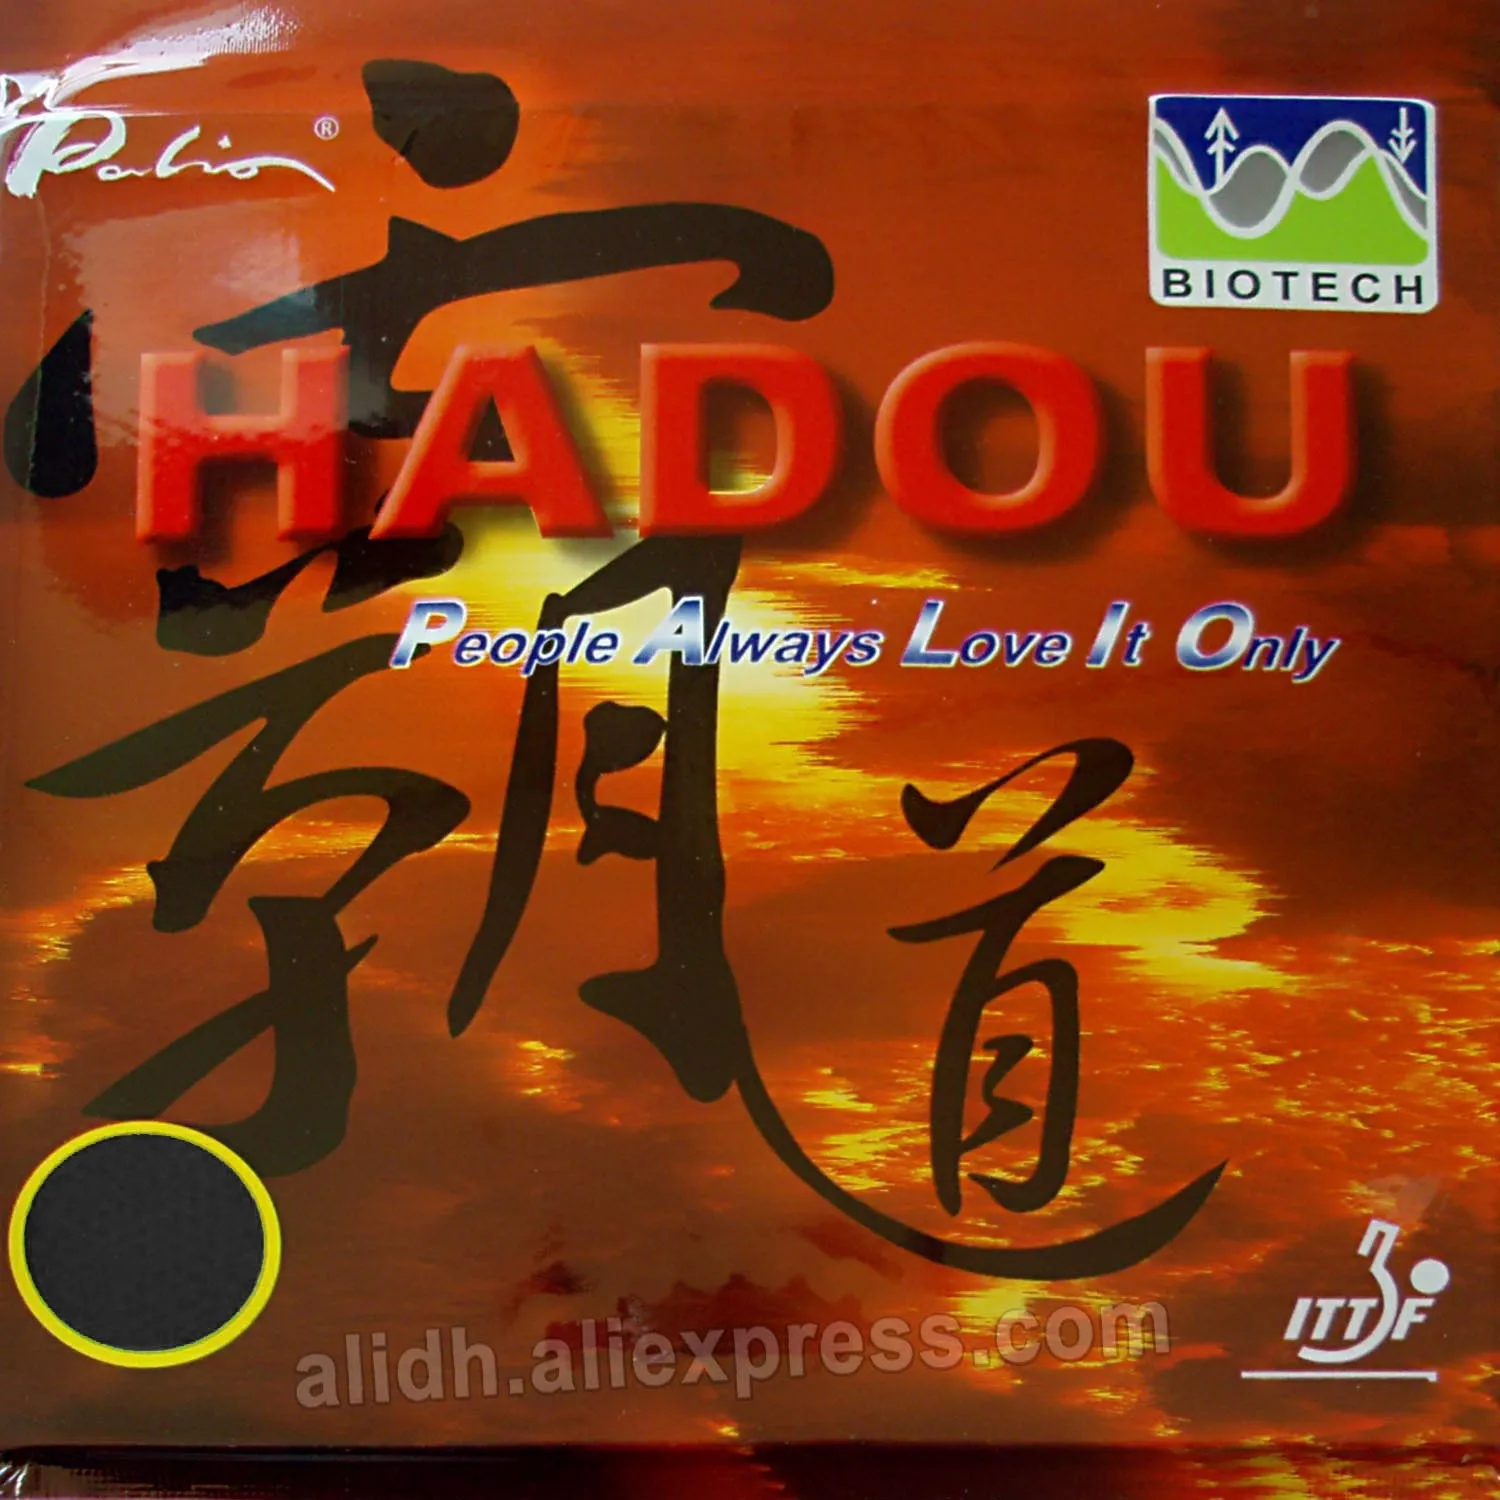 Palio ®
BIOTECH
HADOU
People Always Love It Only
霸道
ITTF
alidh.aliexpress.com